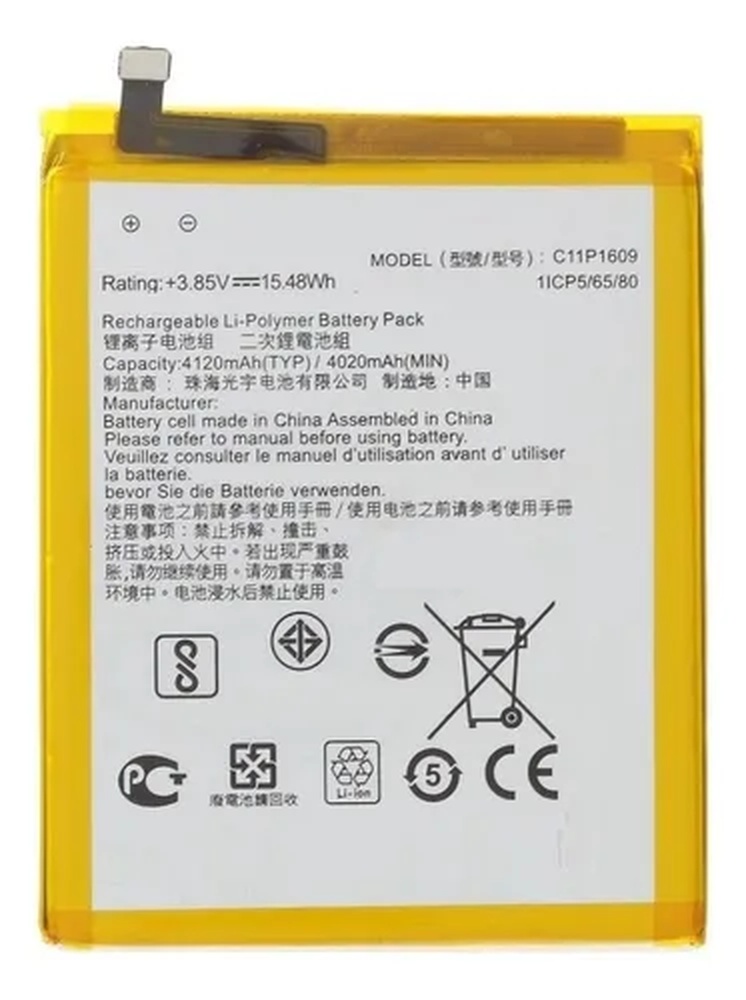 MODEL（型號/型号）: C11P1609
Rating:+3.85V⎓15.48Wh
1ICP5/65/80
Rechargeable Li-Polymer Battery Pack
锂离子电池组 二次鋰電池組
Capacity:4120mAh(TYP) / 4020mAh(MIN)
制造商：珠海光宇电池有限公司 制造地：中国
Manufacturer:
Battery cell made in China Assembled in China
Please refer to manual before using battery.
Veuillez consulter le manuel d'utilisation avant d' utiliser
la batterie.
bevor Sie die Batterie verwenden.
使用電池之前請參考使用手冊 / 使用电池之前请参考使用手册
注意事项：禁止拆解、撞击、
挤压或投入火中。若出现严重鼓
胀,请勿继续使用。请勿置于高温
环境中。电池浸水后禁止使用。
PCT
廢電池請回收
Li-ion
5
CE